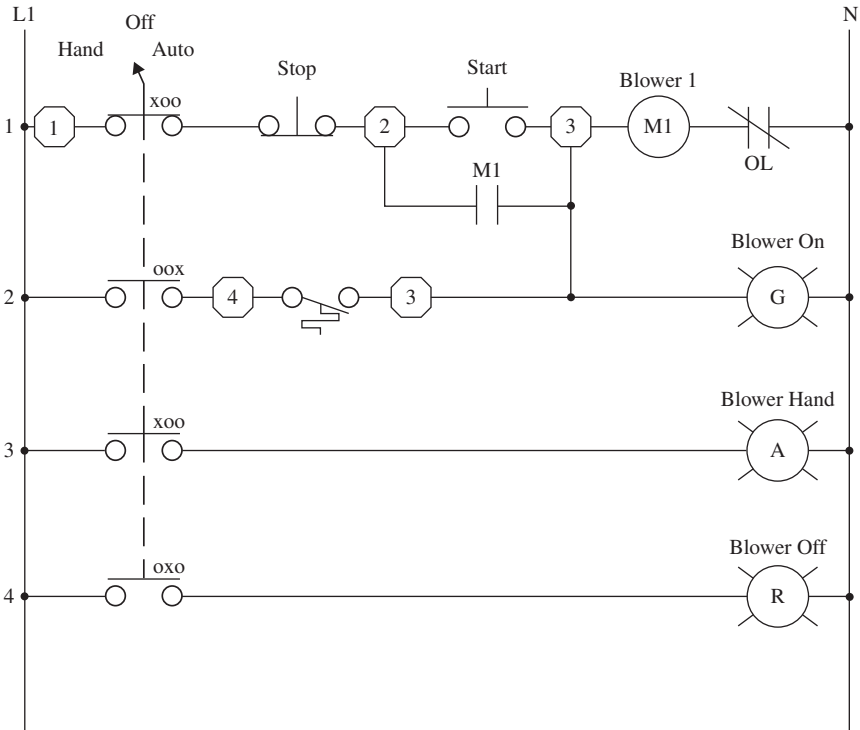 L1
N
Off
Hand
Auto
Stop
Start
Blower 1
1
1
xoo
2
3
M1
OL
M1
Blower On
2
oox
4
3
G
Blower Hand
3
xoo
A
Blower Off
4
oxo
R